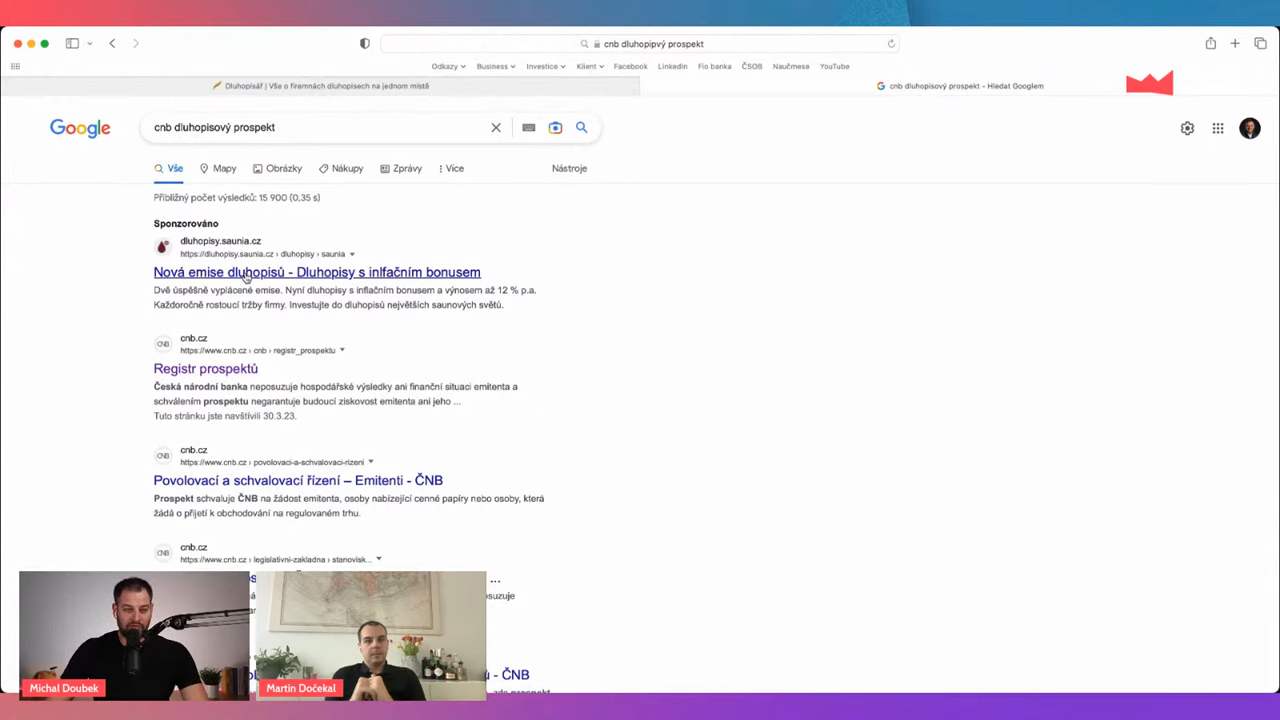 cnb dluhopipvý prospekt
Odkazy
Business
Investice
Klient
Facebook
LinkedIn
Fio banka
ČSOB
Naučmese
YouTube
Dluhopisář | Vše o firemních dluhopisech na jednom místě
cnb dluhopisový prospekt - Hledat Googlem
Google
cnb dluhopisový prospekt
Vše
Mapy
Obrázky
Nákupy
Zprávy
Více
Nástroje
Přibližný počet výsledků: 15 900 (0,35 s)
Sponzorováno
dluhopisy.saunia.cz
https://dluhopisy.saunia.cz › dluhopisy › saunia
Nová emise dluhopisů - Dluhopisy s inlfačním bonusem
Dvě úspěšně vyplácené emise. Nyní dluhopisy s inflačním bonusem a výnosem až 12 % p.a.
Každoročně rostoucí tržby firmy. Investujte do dluhopisů největších saunových světů.
CNB
cnb.cz
https://www.cnb.cz › cnb › registr_prospektu
Registr prospektů
Česká národní banka neposuzuje hospodářské výsledky ani finanční situaci emitenta a
schválením prospektu negarantuje budoucí ziskovost emitenta ani jeho ...
Tuto stránku jste navštívili 30.3.23.
CNB
cnb.cz
https://www.cnb.cz › povolovaci-a-schvalovaci-rizeni
Povolovací a schvalovací řízení – Emitenti - ČNB
Prospekt schvaluje ČNB na žádost emitenta, osoby nabízející cenné papíry nebo osoby, která
žádá o přijetí k obchodování na regulovaném trhu.
CNB
cnb.cz
https://www.cnb.cz › legislativni-zakladna › stanovisk...
...
- ČNB
Michal Doubek
Martin Dočekal